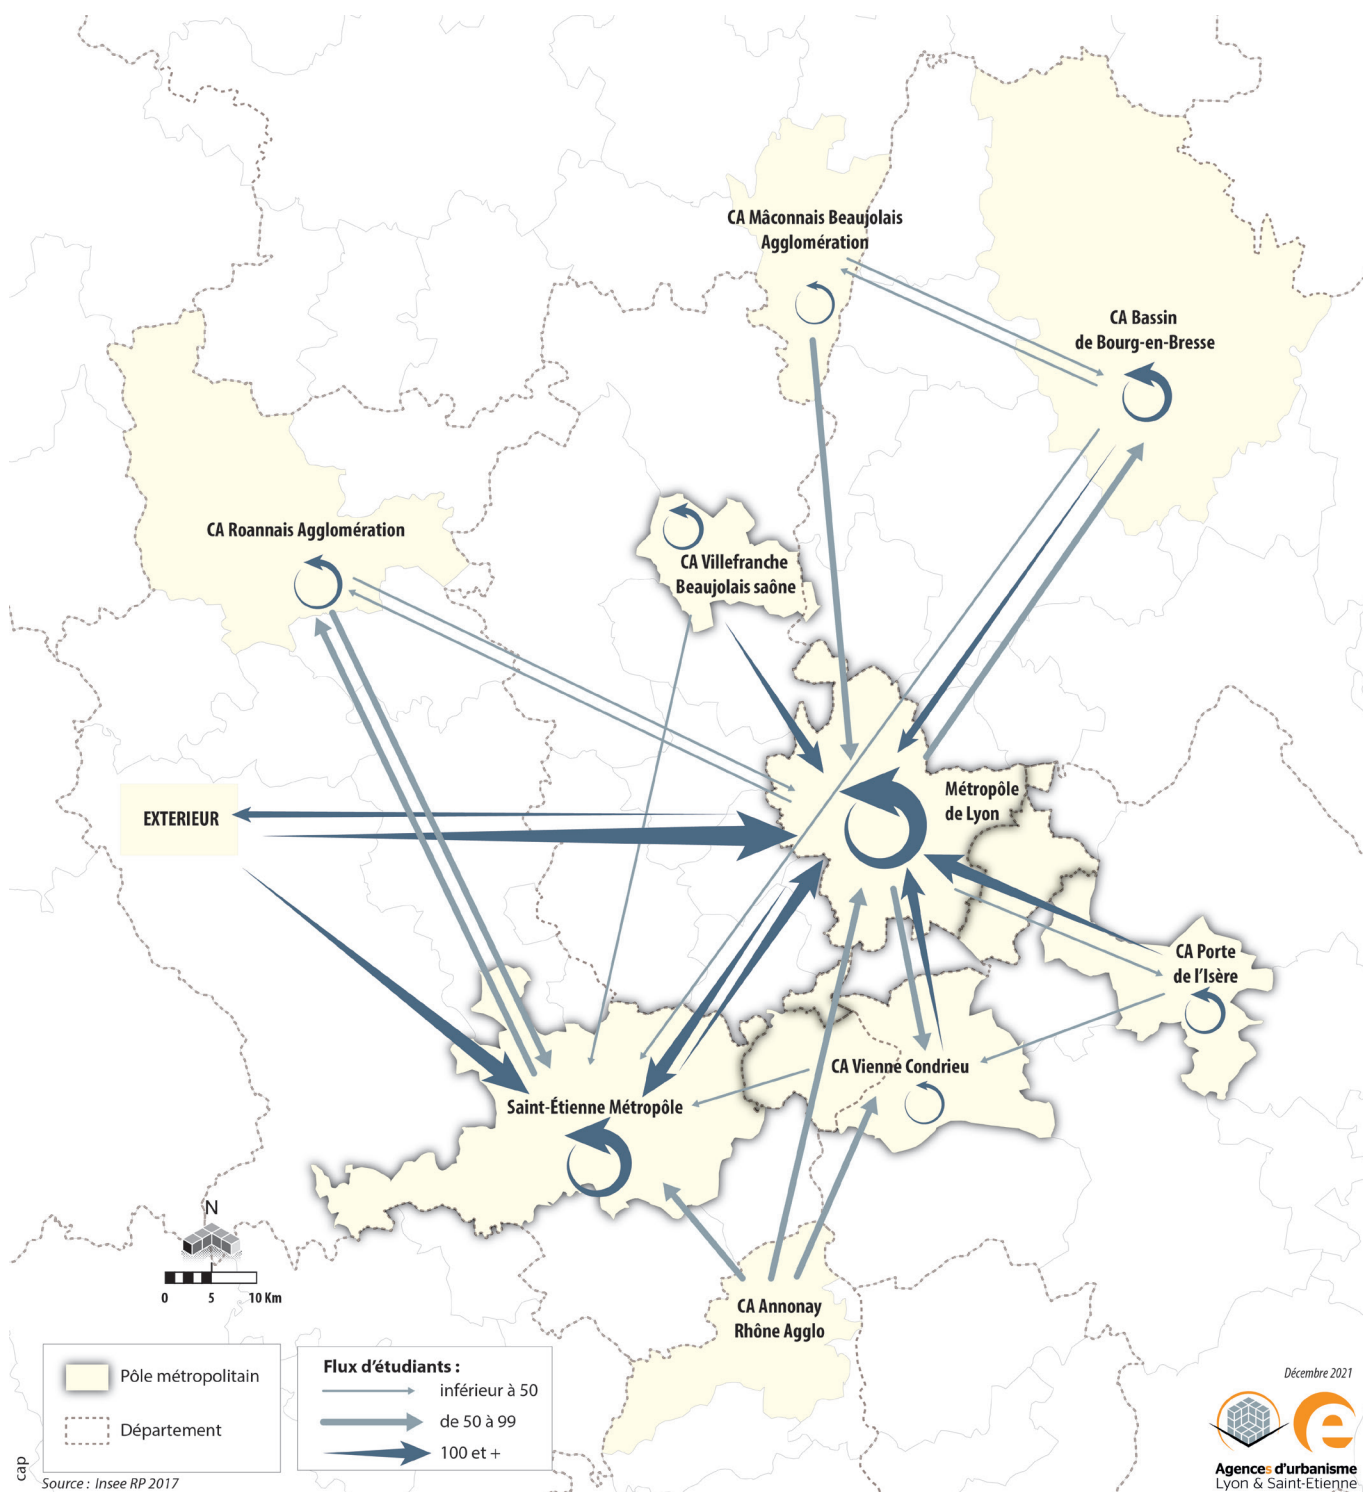 CA Mâconnais Beaujolais
Agglomération
CA Bassin
de Bourg-en-Bresse
CA Roannais Agglomération
CA Villefranche
Beaujolais saône
EXTERIEUR
Métropôle
de Lyon
CA Porte
de l'Isère
CA Vienne Condrieu
Saint-Étienne Métropôle
N
0 5 10 Km
CA Annonay
Rhône Agglo
Pôle métropolitain
Département
Flux d'étudiants :
inférieur à 50
de 50 à 99
100 et +
cap
Source : Insee RP 2017
Décembre 2021
e
Agences d'urbanisme
Lyon & Saint-Etienne